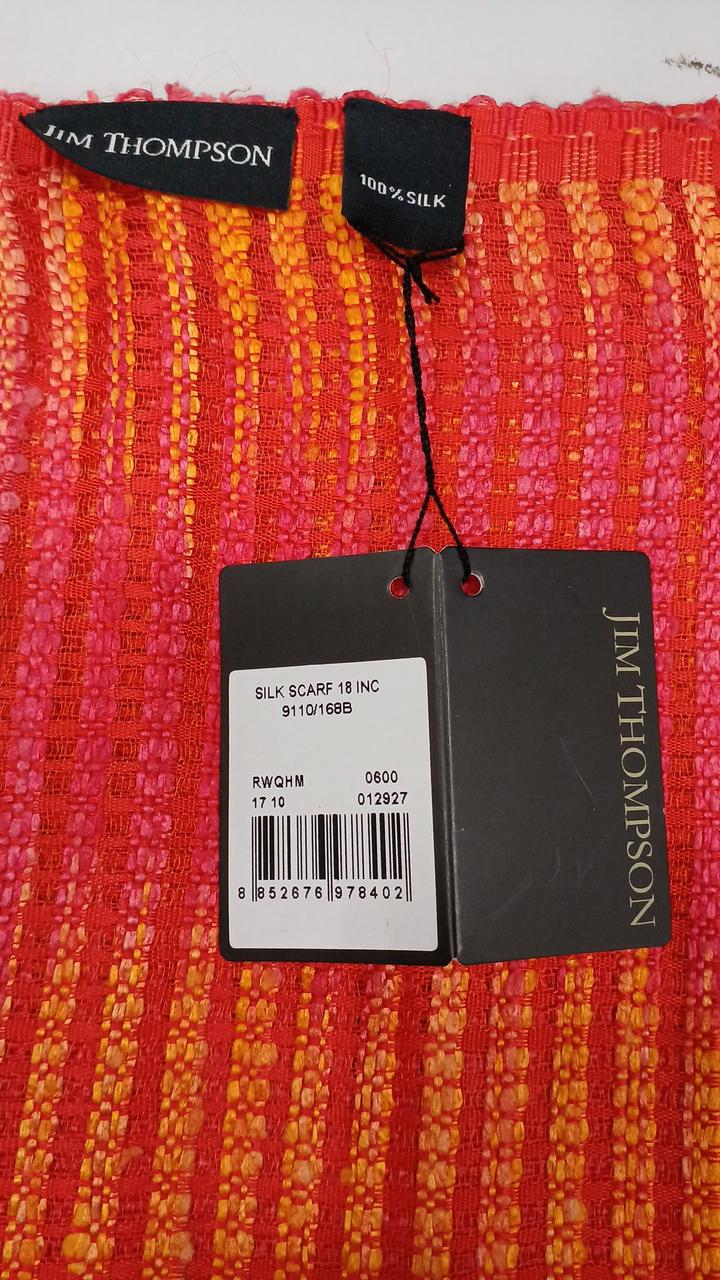 JIM THOMPSON
100% SILK
SILK SCARF 18 INC
9110/168B
RWQHM 0600
17 10 012927
8 852676 978402
JIM THOMPSON